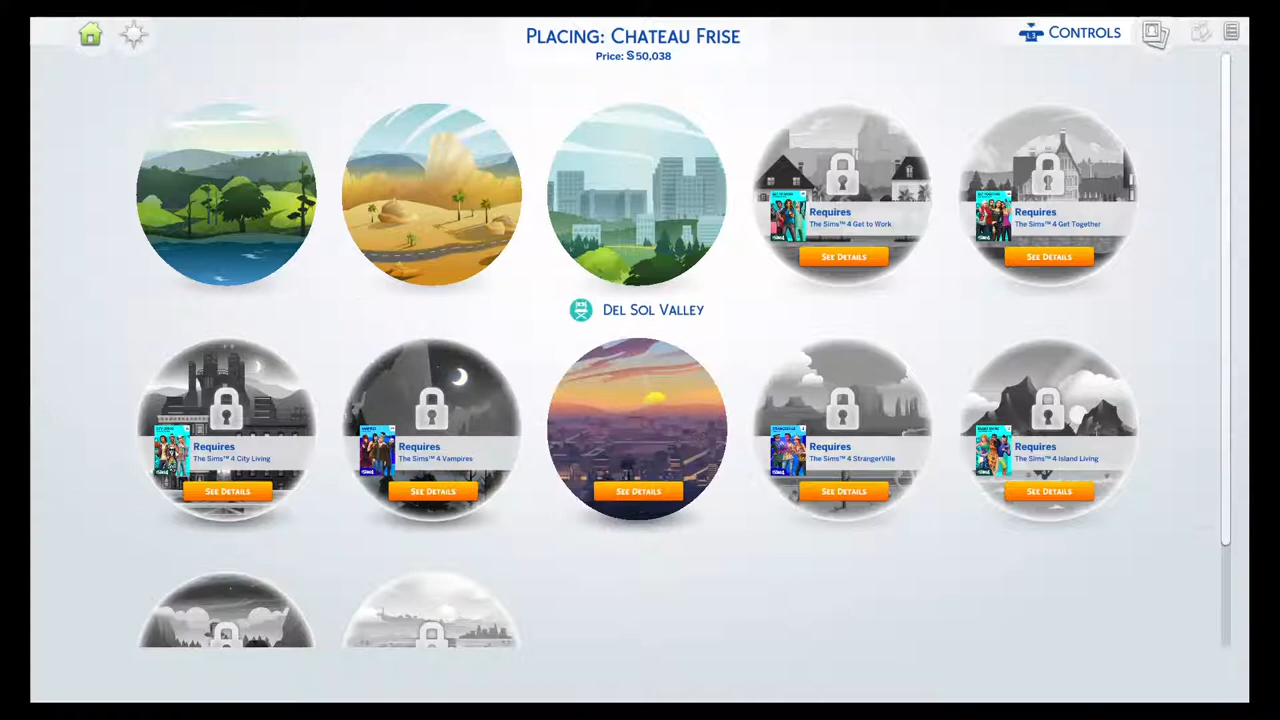 PLACING: CHATEAU FRISE
Price: §50,038
L3 CONTROLS
Requires
The Sims™ 4 Get to Work
SEE DETAILS
Requires
The Sims™ 4 Get Together
SEE DETAILS
DEL SOL VALLEY
Requires
The Sims™ 4 City Living
SEE DETAILS
Requires
The Sims™ 4 Vampires
SEE DETAILS
SEE DETAILS
Requires
The Sims™ 4 StrangerVille
SEE DETAILS
Requires
The Sims™ 4 Island Living
SEE DETAILS